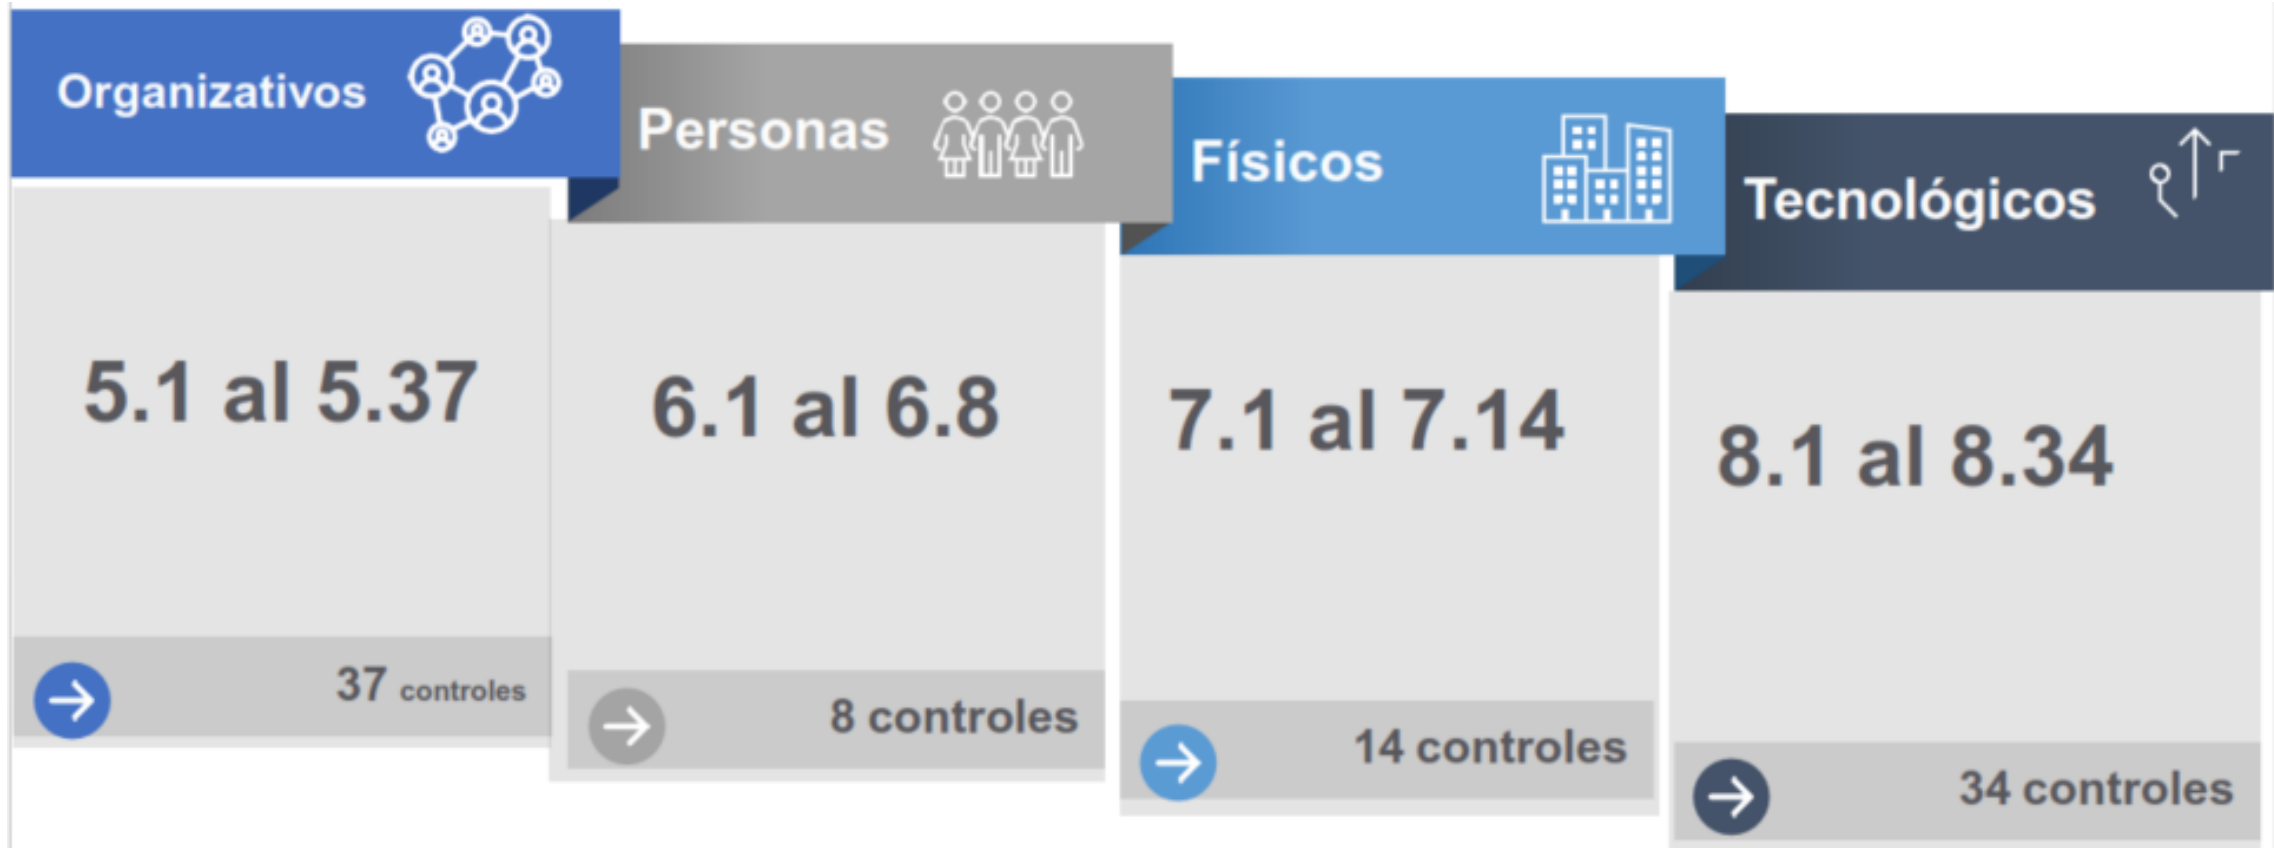 Organizativos
5.1 al 5.37
37 controles
Personas
6.1 al 6.8
8 controles
Físicos
7.1 al 7.14
14 controles
Tecnológicos
8.1 al 8.34
34 controles